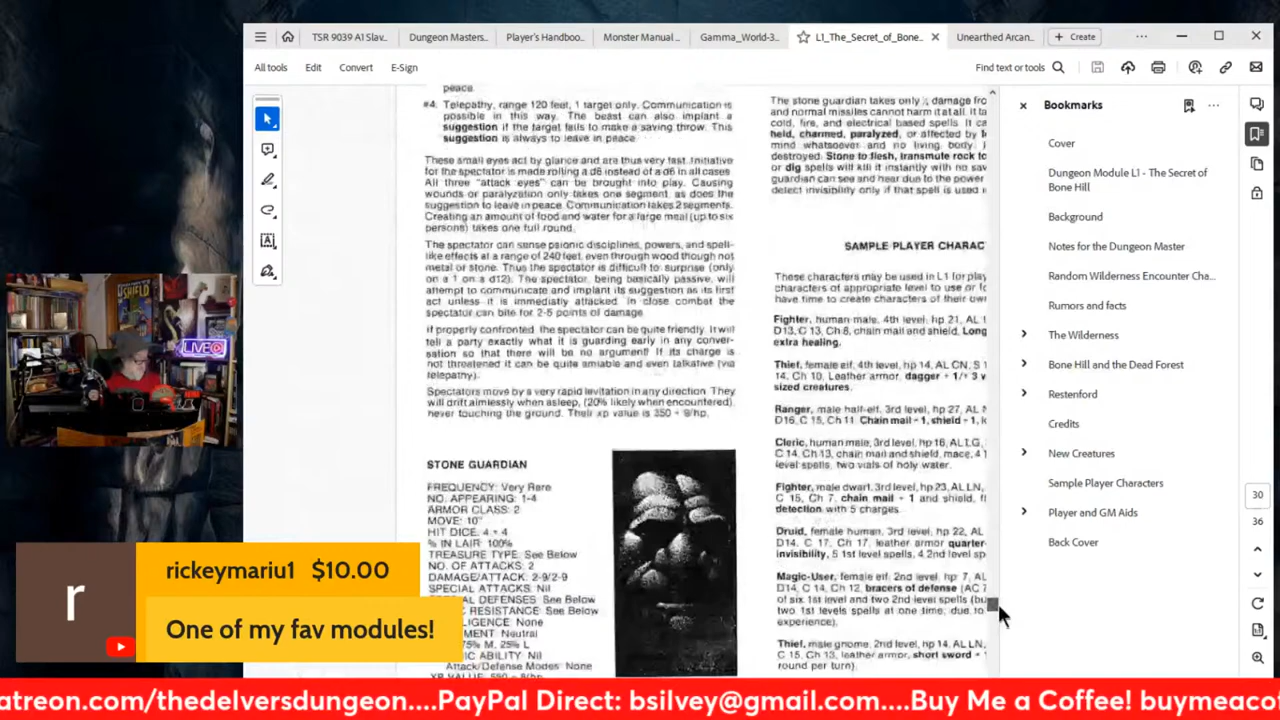 TSR 9039 A1 Slav..
Dungeon Masters..
Player's Handboo..
Monster Manual ..
Gamma_World-3..
L1_The_Secret_of_Bone..
Unearthed Arcan..
Create
All tools
Edit
Convert
E-Sign
Find text or tools
peace.
#4. Telepathy, range 120 feet, 1 target only. Communication is
possible in this way. The beast can also implant a
suggestion if the target fails to make a saving throw. This
suggestion is always to leave in peace.
These small eyes act by glance and are thus very fast. Initiative
for the spectator is made rolling a d6 instead of a d6 in all cases
All three "attack eyes" can be brought into play. Causing
wounds or paralyzation only takes one segment, as does the
suggestion to leave in peace. Communication takes 2 segments.
Creating an amount of food and water for a large meal (up to six
persons) takes one full round.
The spectator can sense psionic disciplines, powers, and spell-
like effects at a range of 240 feet, even through wood though not
metal or stone. Thus the spectator is difficult to surprise (only
on a 1 on a d12). The spectator, being basically passive, will
attempt to communicate and implant its suggestion as its first
act unless it is immediatly attacked. In close combat the
spectator can bite for 2-5 points of damage.
If properly confronted the spectator can be quite friendly. It will
tell a party exactly what it is guarding early in any conver-
sation so that there will be no argument! If its charge is
not threatened it can be quite amiable and even talkative (via
telepathy).
Spectators move by a very rapid levitation in any direction. They
will drift aimlessly when asleep, (20% likely when encountered),
never touching the ground. Their xp value is 350 + 8/hp.
STONE GUARDIAN
FREQUENCY: Very Rare
NO. APPEARING: 1-4
ARMOR CLASS: 2
MOVE: 10"
HIT DICE: 4 + 4
% IN LAIR: 100%
TREASURE TYPE: See Below
NO. OF ATTACKS: 2
DAMAGE/ATTACK: 2-9/2-9
SPECIAL ATTACKS: Nil
DEFENSES: See Below
RESISTANCE: See Below
LIGENCE: None
MENT: Neutral
75% M, 25% L
IC ABILITY: Nil
Attack/Defense Modes: None
The stone guardian takes only ¼ damage fro
and normal missiles cannot harm it at all. It ta
cold, fire, and electrical based spells. It ca
held, charmed, paralyzed, or affected by
mind whatsoever and no living body.
destroyed. Stone to flesh, transmute rock to
or dig spells will kill it instantly with no sav
guardian can see and hear due to the power
detect invisibility only if that spell is used
SAMPLE PLAYER CHARAC
These characters may be used in L1 for play
characters of appropriate level to use or fo
have time to create characters of their own
Fighter, human male, 4th level, hp 21, AL
D13, C 13, Ch 8, chain mail and shield, Long
extra healing.
Thief, female elf, 4th level, hp 14, AL CN, S 1
14, Ch 10, Leather armor, dagger + 1/+ 3 v
sized creatures.
Ranger, male half-elf, 3rd level, hp 27, AL
D16, C 15, Ch 11. Chain mail + 1, shield + 1,
Cleric, human male, 3rd level, hp 16, AL LG,
C 14, Ch 13, chain mail and shield, mace, 4 1
level spells, two vials of holy water.
Fighter, male dwarf, 3rd level, hp 23, AL LN,
C 15, Ch 7, chain mail + 1 and shield,
detection with 5 charges.
Druid, female human, 3rd level, hp 22, AL
D14, C 17, Ch 17, leather armor quarter
invisibility, 5 1st level spells, 4 2nd level sp
Magic-User, female elf, 2nd level, hp 7, AL
D14, C 14, Ch 12, bracers of defense (AC 7
of six 1st level and two 2nd level spells (bu
two 1st levels spells at one time, due to
experience).
Thief, male gnome, 2nd level, hp 14, AL LN,
C 15, Ch 13, leather armor, short sword +
round per turn).
Bookmarks
Cover
Dungeon Module L1 - The Secret of
Bone Hill
Background
Notes for the Dungeon Master
Random Wilderness Encounter Cha...
Rumors and facts
The Wilderness
Bone Hill and the Dead Forest
Restenford
Credits
New Creatures
Sample Player Characters
Player and GM Aids
Back Cover
30
36
SHIELD
LIVE
r
rickeymariu1 $10.00
One of my fav modules!
atreon.com/thedelversdungeon....PayPal Direct: bsilvey@gmail.com....Buy Me a Coffee! buymeaco